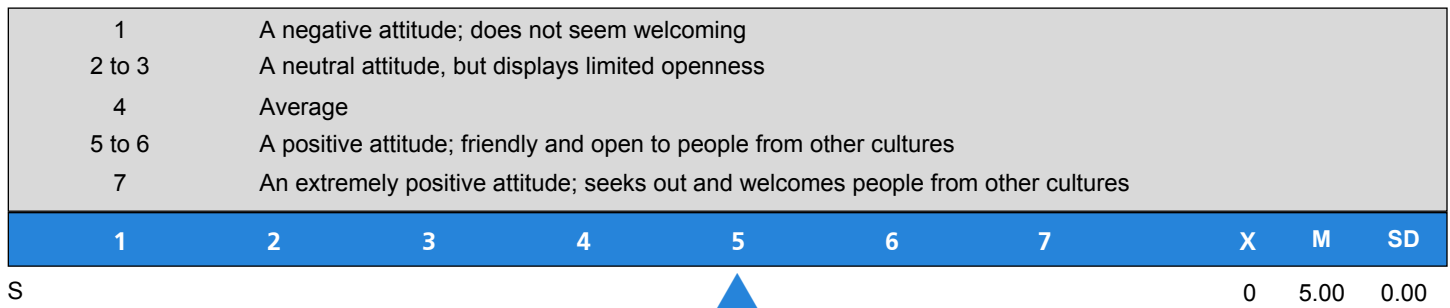 1 A negative attitude; does not seem welcoming
2 to 3 A neutral attitude, but displays limited openness
4 Average
5 to 6 A positive attitude; friendly and open to people from other cultures
7 An extremely positive attitude; seeks out and welcomes people from other cultures
1 2 3 4 5 6 7 X M SD
S 0 5.00 0.00